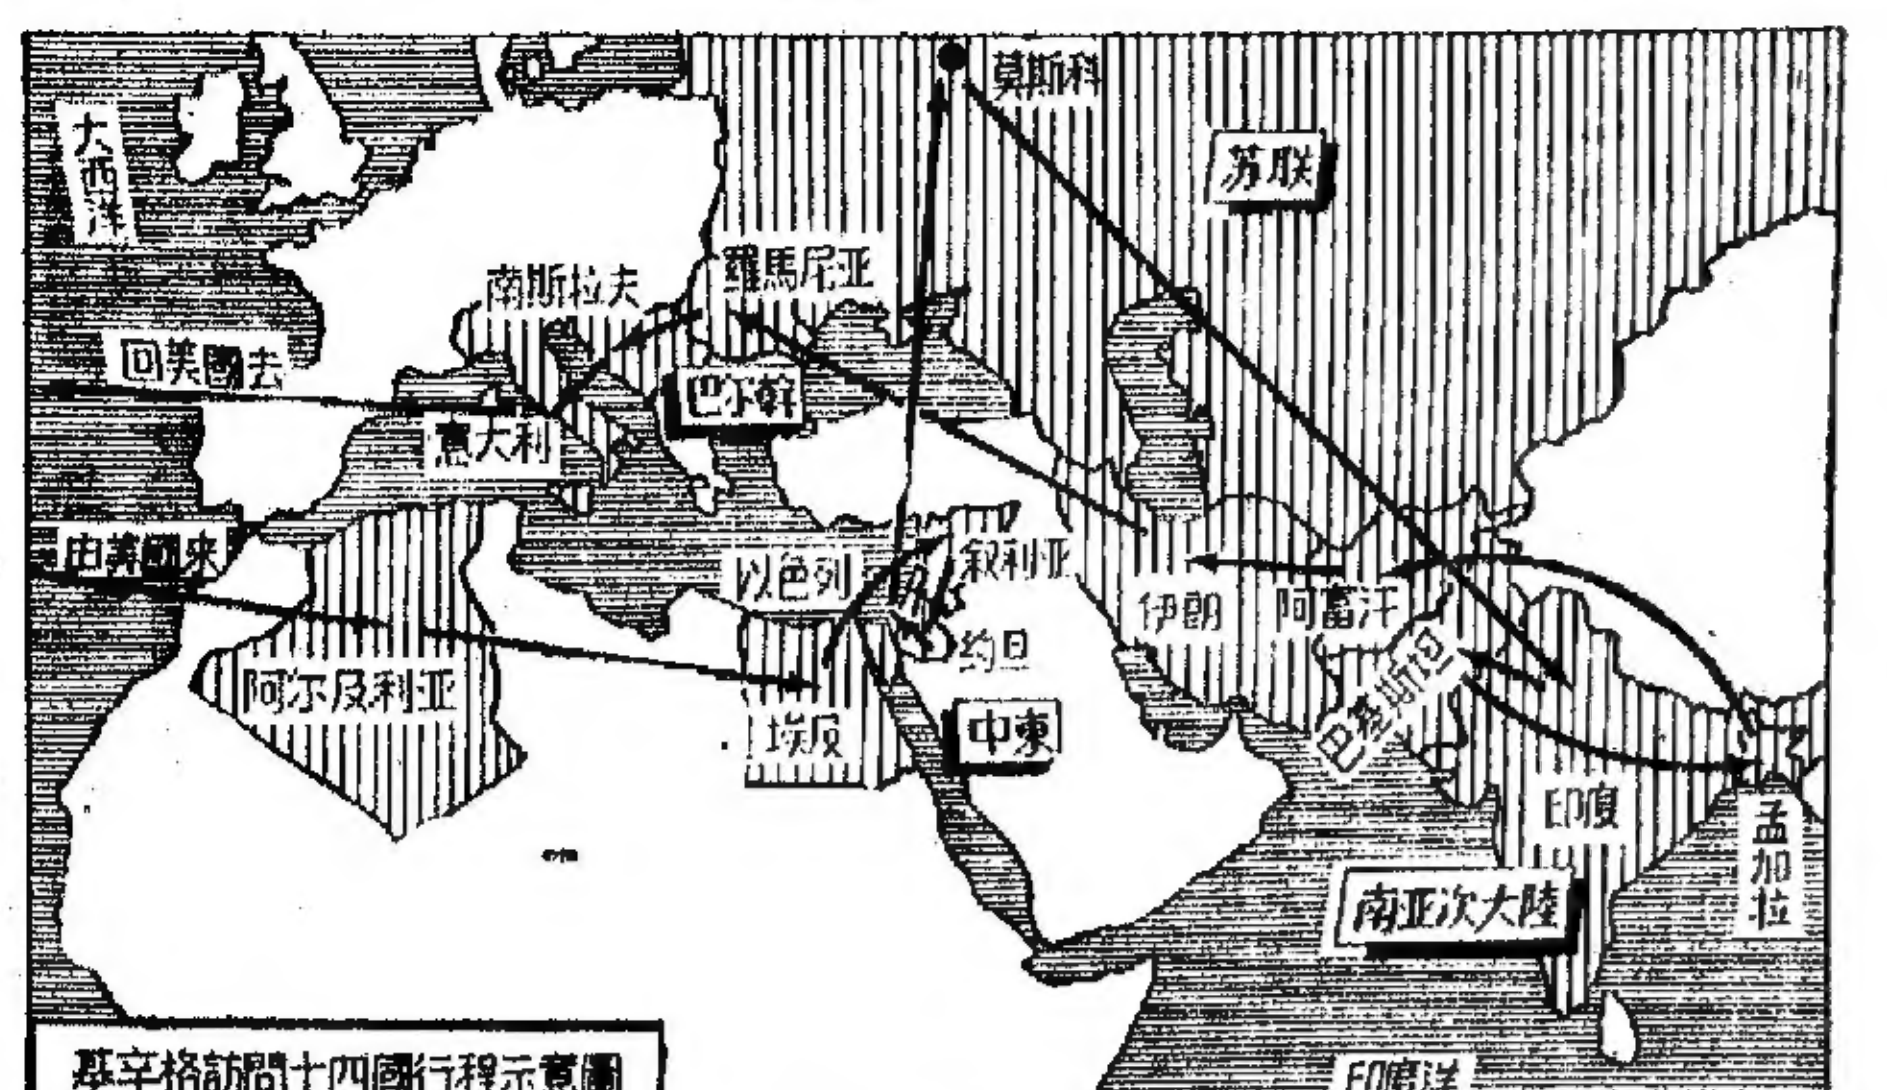 莫斯科
苏联
大西洋
羅馬尼亚
南斯拉夫
回美國去
巴尔幹
意大利
由美國来
以色列
叙利亚
伊朗
阿富汗
約旦
巴基斯坦
阿尔及利亚
埃及
中東
印度
孟加拉
南亚次大陸
基辛格訪問十四國行程示意圖
印度洋